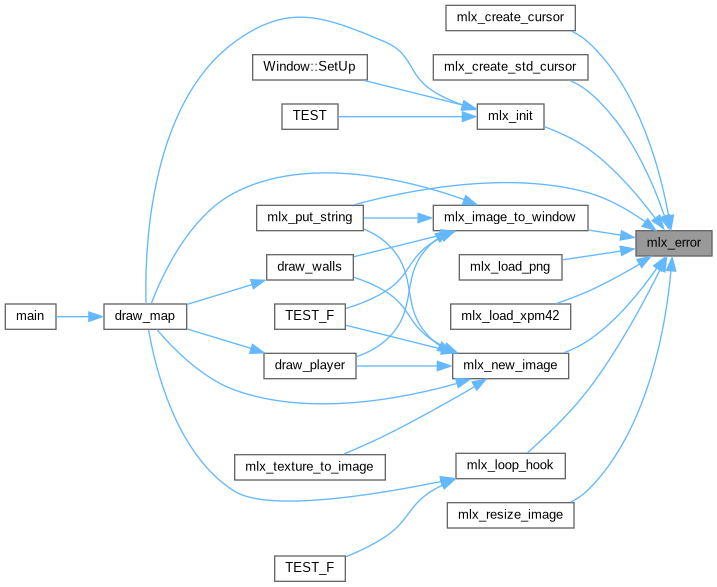 mlx_create_cursor
mlx_create_std_cursor
Window::SetUp
TEST
mlx_init
mlx_put_string
mlx_image_to_window
mlx_error
draw_walls
mlx_load_png
main
draw_map
TEST_F
mlx_load_xpm42
draw_player
mlx_new_image
mlx_texture_to_image
mlx_loop_hook
mlx_resize_image
TEST_F